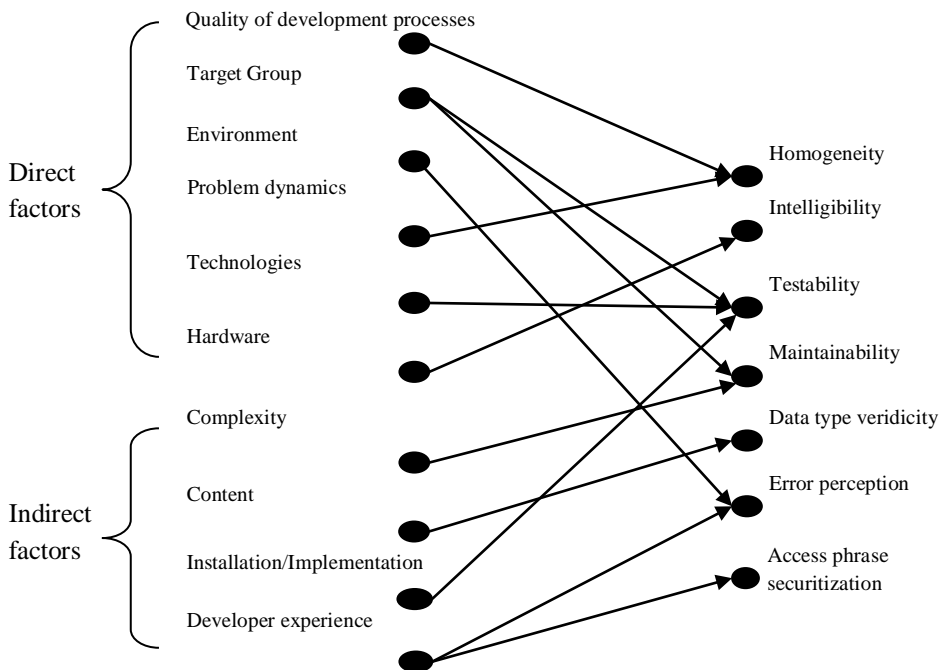 Quality of development processes
Target Group
Environment
Problem dynamics
Technologies
Hardware
Direct
factors
Complexity
Content
Installation/Implementation
Developer experience
Indirect
factors
Homogeneity
Intelligibility
Testability
Maintainability
Data type veridicity
Error perception
Access phrase
securitization